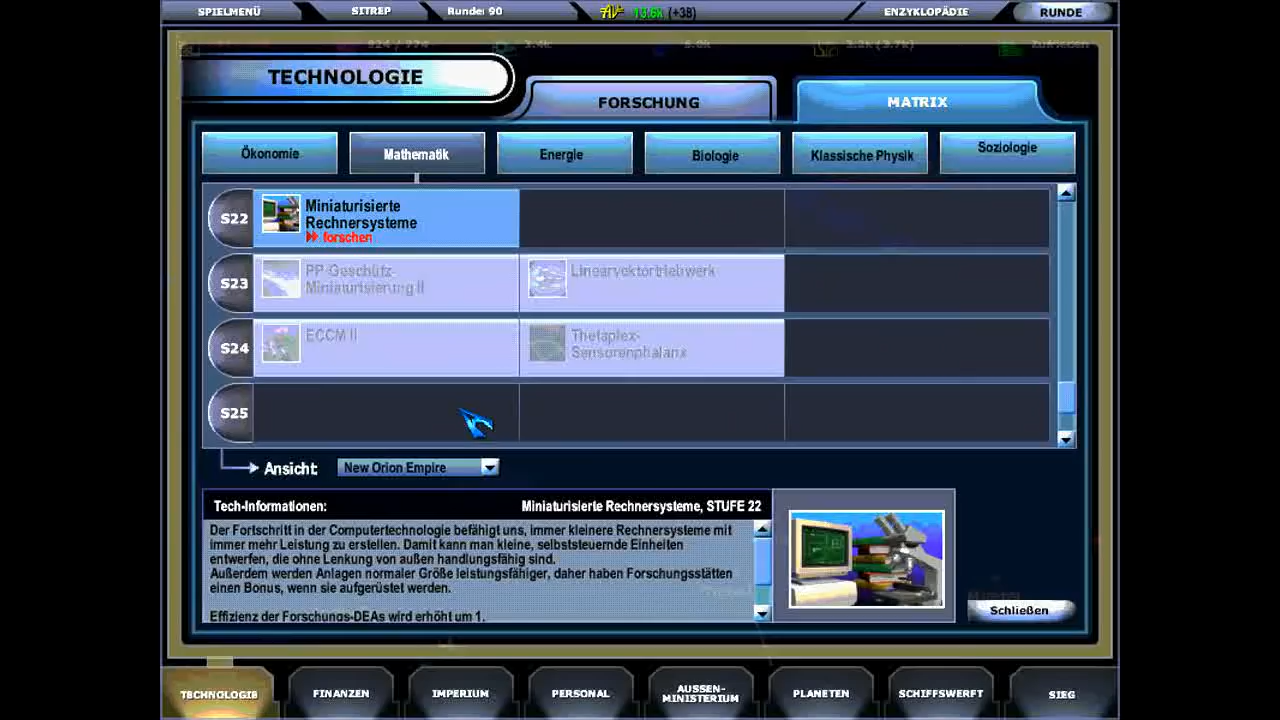 SPIELMENÜ
SITREP
Runde: 90
(+38)
ENZYKLOPÄDIE
RUNDE
TECHNOLOGIE
FORSCHUNG
MATRIX
Ökonomie
Mathematik
Energie
Biologie
Klassische Physik
Soziologie
S22
Miniaturisierte
Rechnersysteme
forschen
S23
PP-Geschütz-
Miniaturisierung II
Linearvektortriebwerk
S24
ECCM II
Thetaplex-
Sensorenphalanx
S25
Ansicht:
New Orion Empire
Tech-Informationen:
Miniaturisierte Rechnersysteme, STUFE 22
Der Fortschritt in der Computertechnologie befähigt uns, immer kleinere Rechnersysteme mit
immer mehr Leistung zu erstellen. Damit kann man kleine, selbststeuernde Einheiten
entwerfen, die ohne Lenkung von außen handlungsfähig sind.
Außerdem werden Anlagen normaler Größe leistungsfähiger, daher haben Forschungsstätten
einen Bonus, wenn sie aufgerüstet werden.
Effizienz der Forschungs-DEAs wird erhöht um 1.
Schließen
TECHNOLOGIE
FINANZEN
IMPERIUM
PERSONAL
AUSSEN-
MINISTERIUM
PLANETEN
SCHIFFSWERFT
SIEG